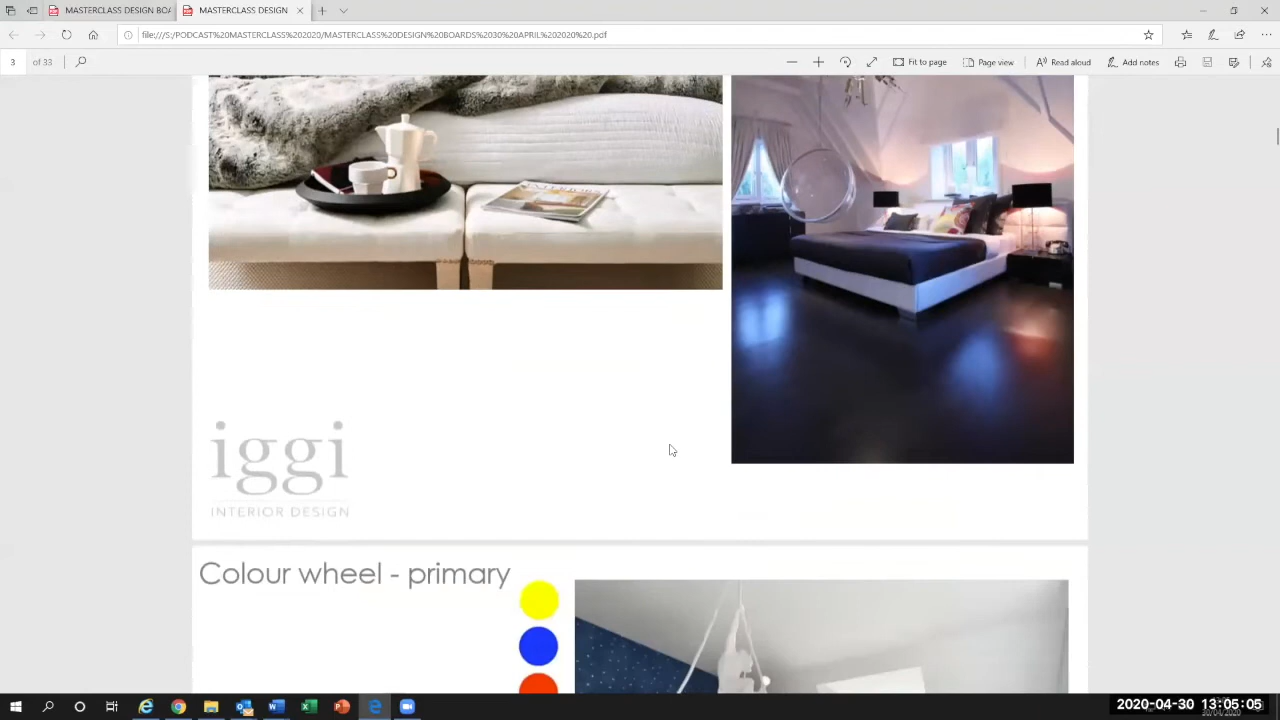 MASTERCLASS DESIGN BOA
MASTERCLASS DESIGN
file:///S:/PODCAST%20MASTERCLASS%202020/MASTERCLASS%20DESIGN%20BOARDS%2030%20APRIL%202020%20.pdf
3 of 33
Fit to page
Page view
Read aloud
Add notes
iggi
INTERIOR DESIGN
Colour wheel - primary
2020-04-30 13:05:05